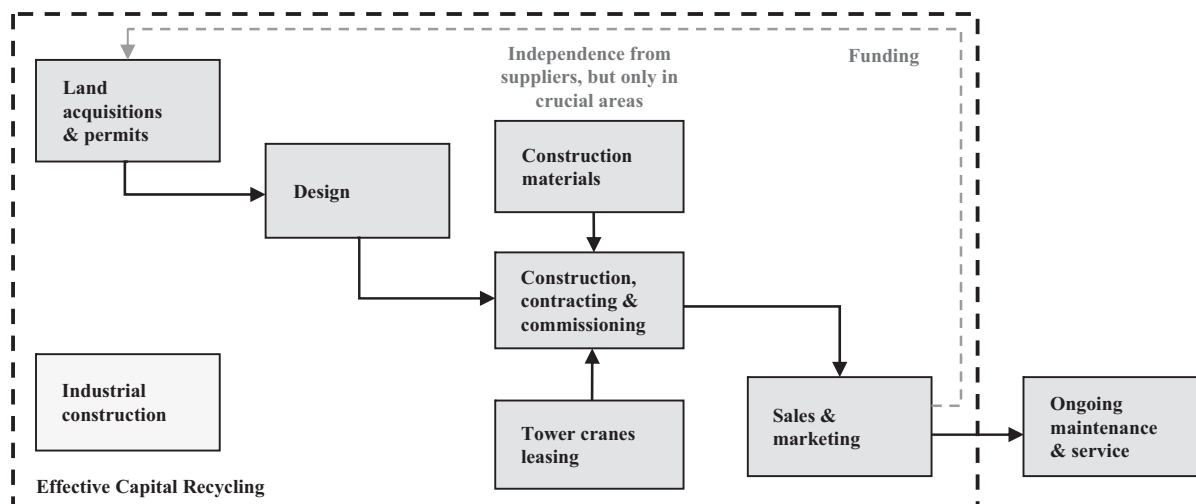 Independence from
suppliers, but only in
crucial areas
Funding
Land
acquisitions
& permits
Design
Construction
materials
Construction,
contracting &
commissioning
Industrial
construction
Tower cranes
leasing
Sales &
marketing
Ongoing
maintenance
& service
Effective Capital Recycling